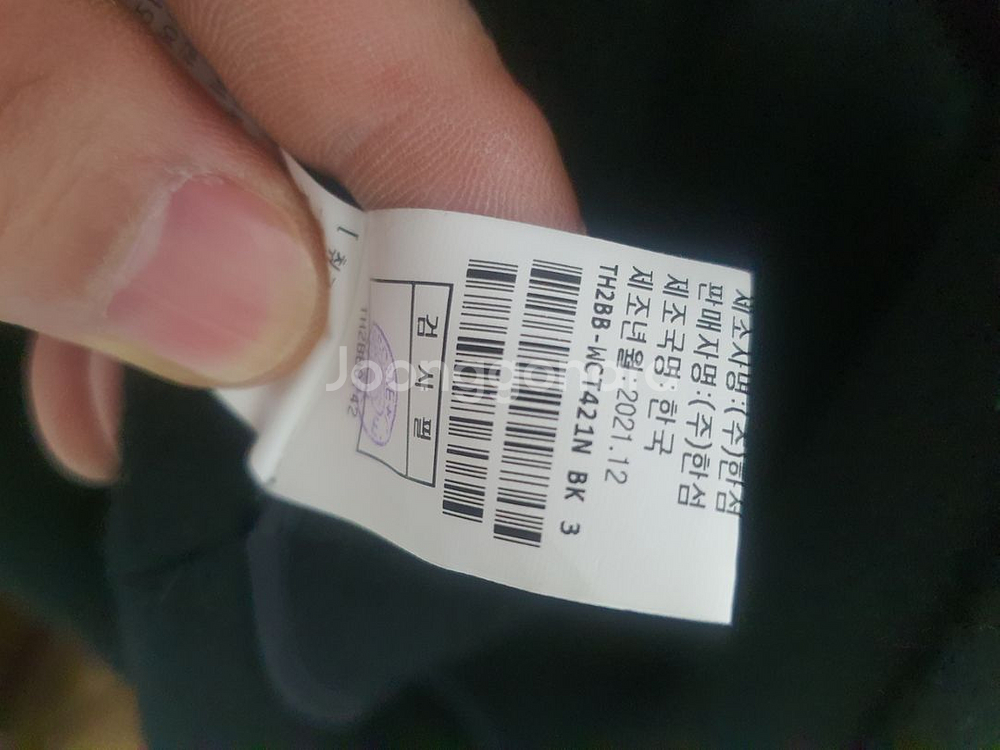 제조자명:(주)한섬
판매자명:(주)한섬
제조국명 한국
제조년월 2021.12
TH2BB-WCT421N BK 3
검 사 필
Joonggonara